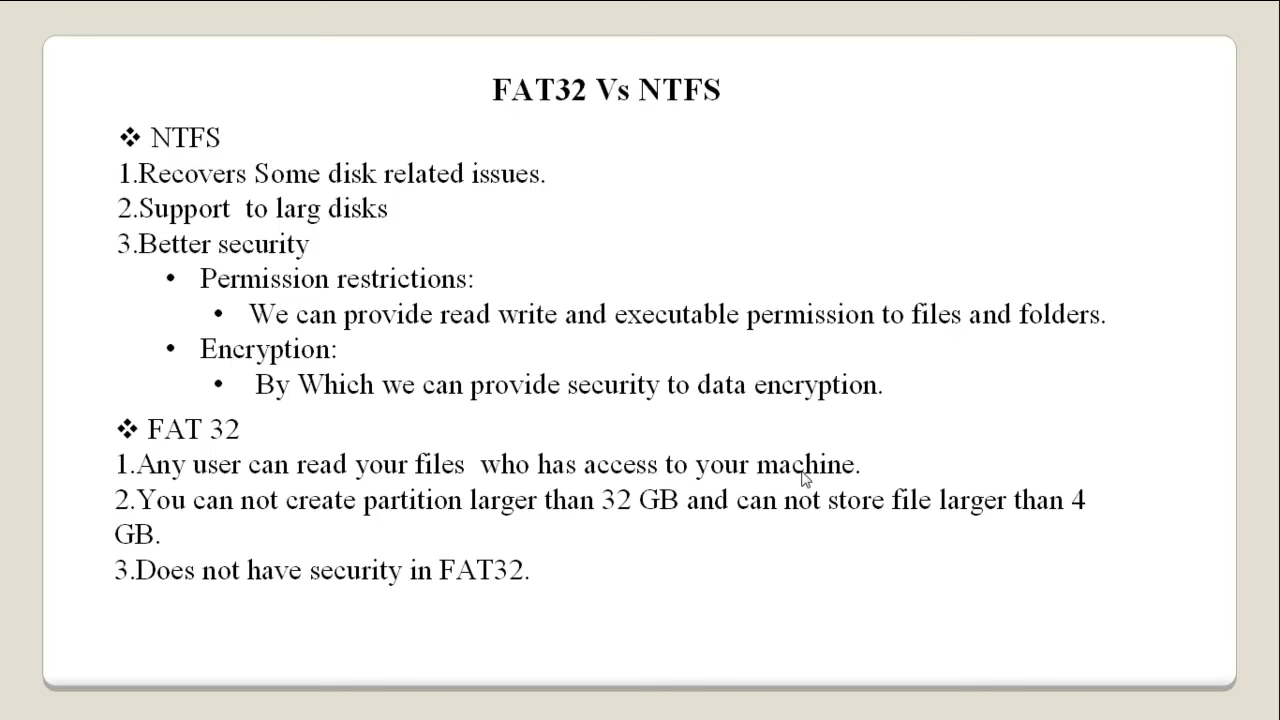 FAT32 Vs NTFS
❖ NTFS
1.Recovers Some disk related issues.
2.Support  to larg disks
3.Better security
• Permission restrictions:
• We can provide read write and executable permission to files and folders.
• Encryption:
• By Which we can provide security to data encryption.
❖ FAT 32
1.Any user can read your files  who has access to your machine.
2.You can not create partition larger than 32 GB and can not store file larger than 4
GB.
3.Does not have security in FAT32.